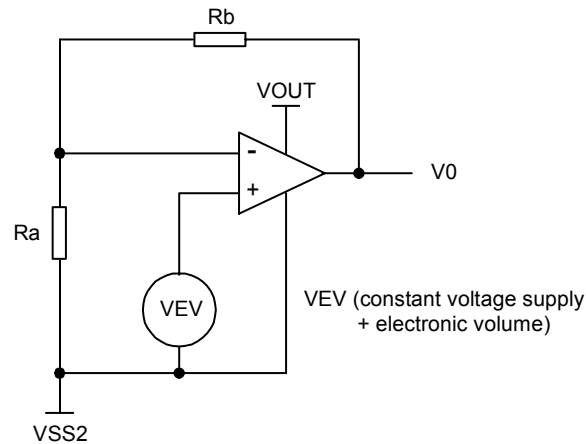 Rb
VOUT
-
V0
+
Ra
VEV
VEV (constant voltage supply
+ electronic volume)
VSS2